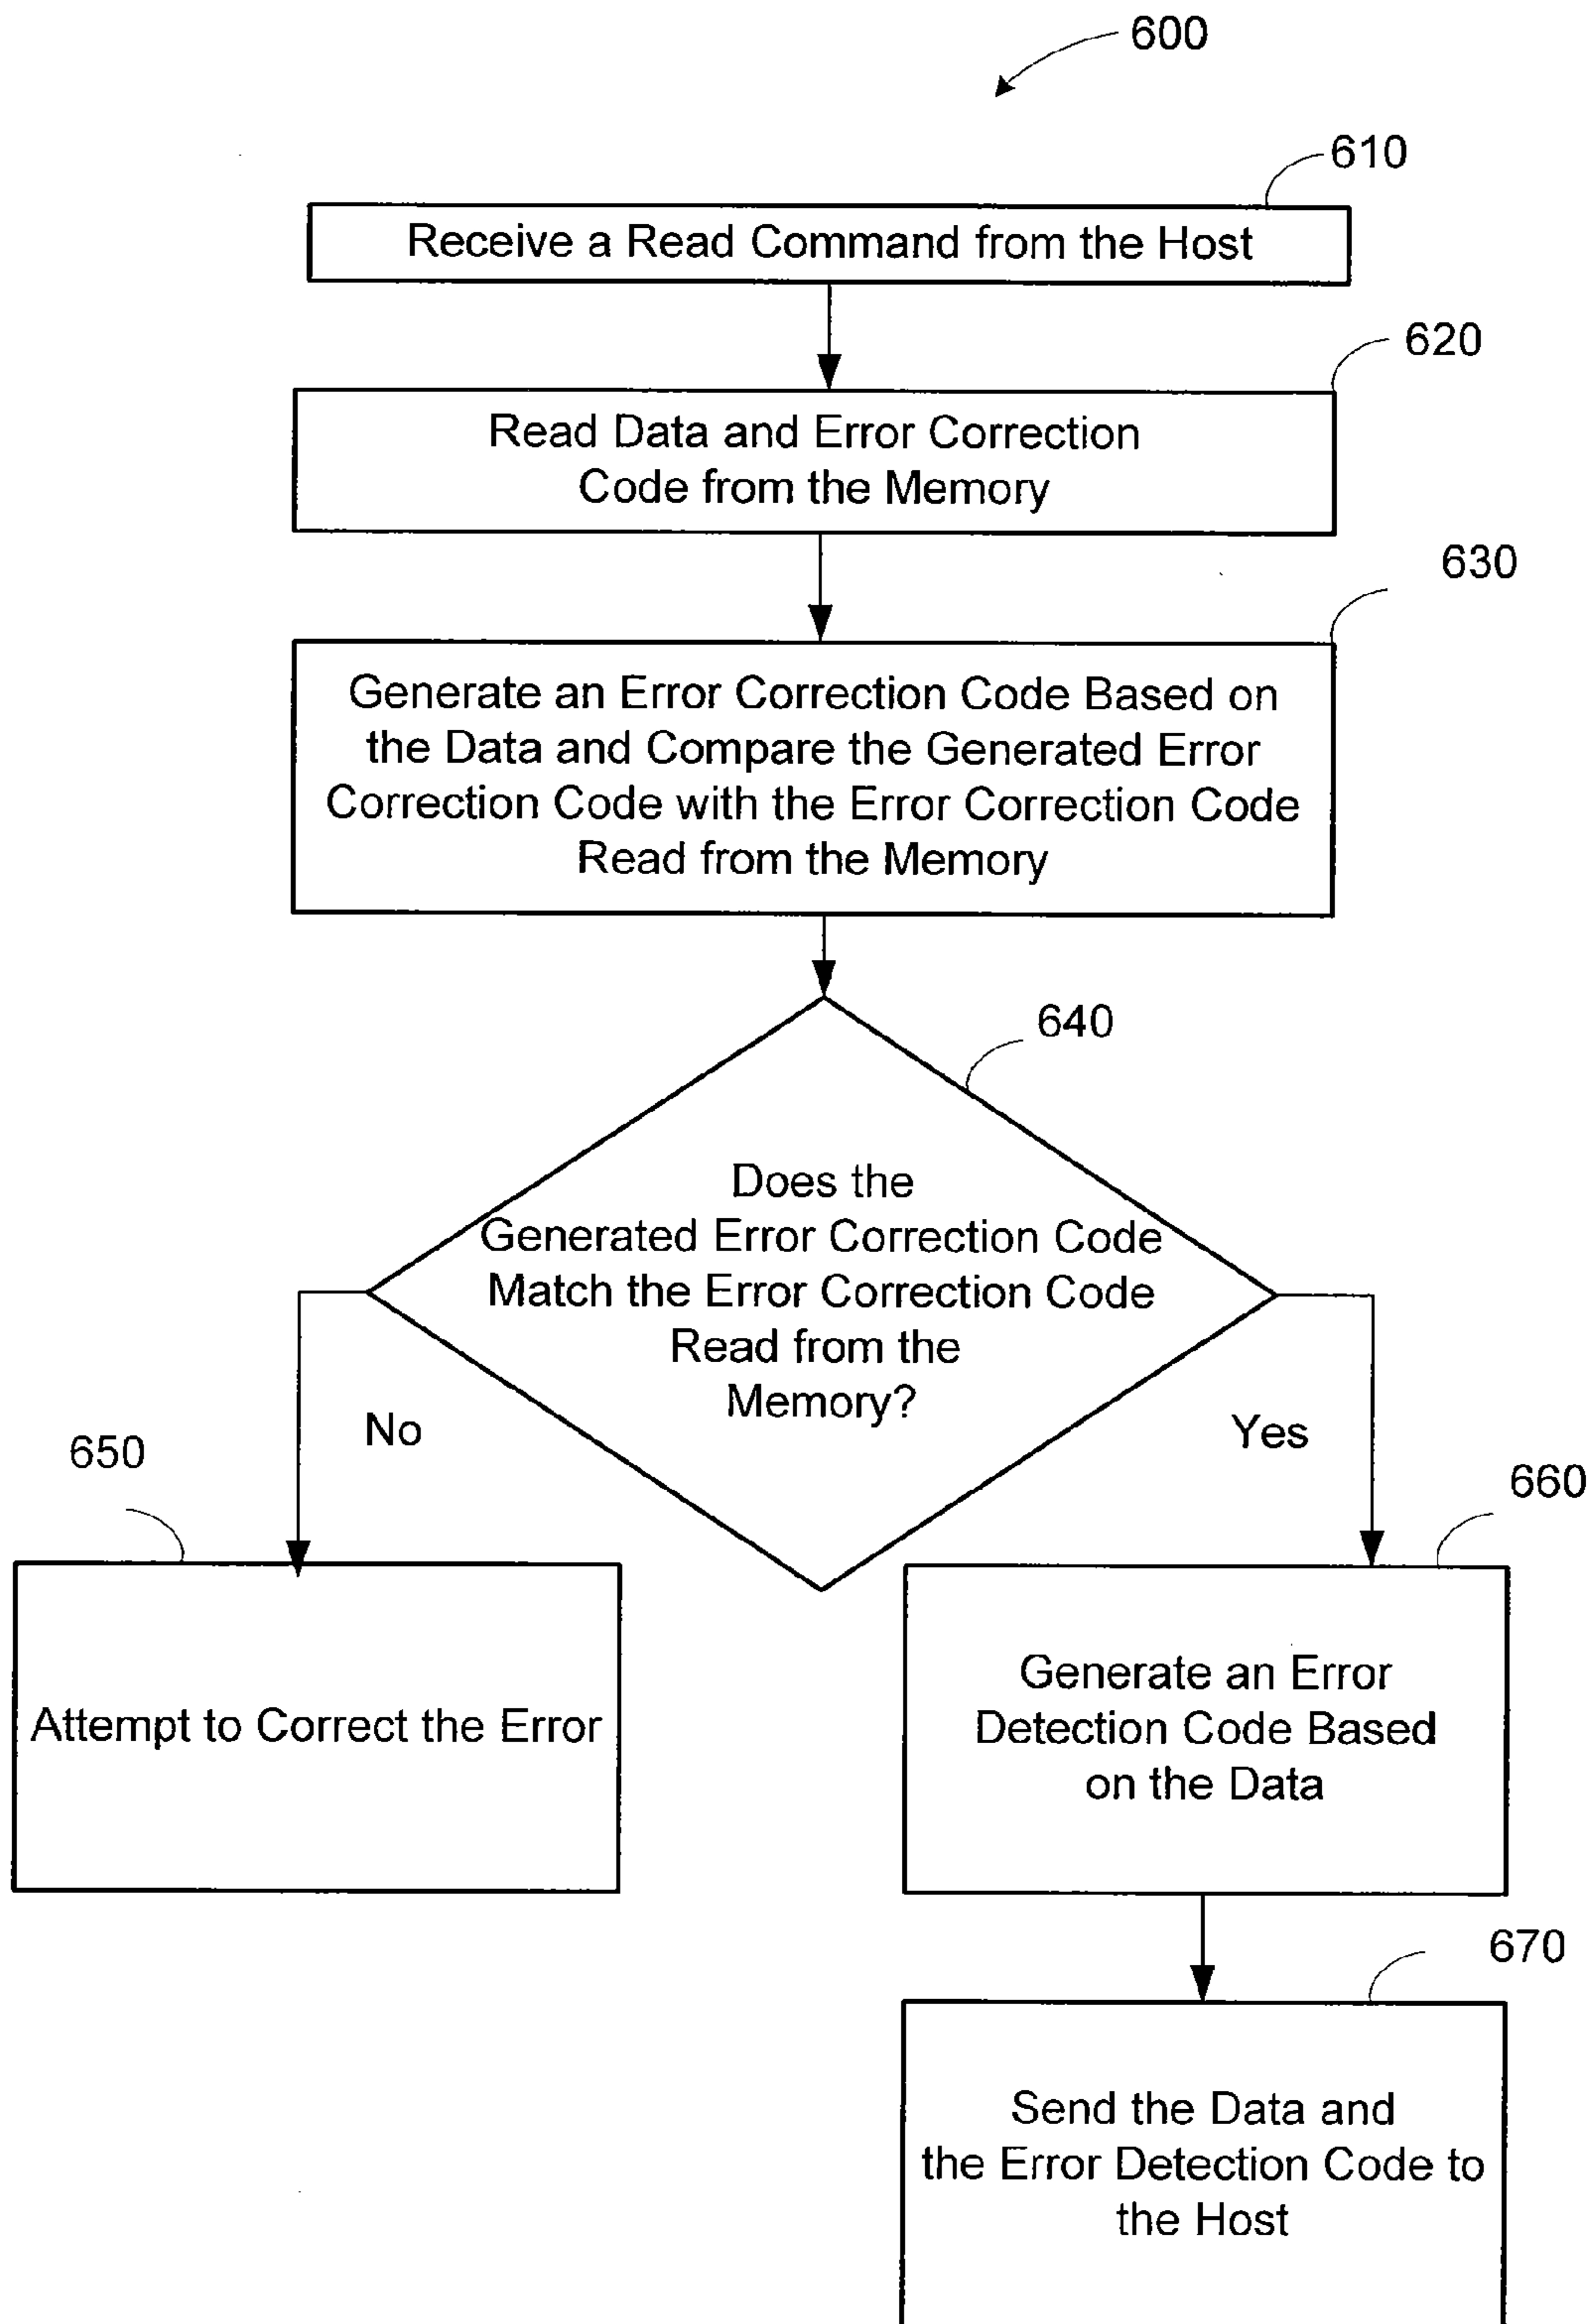 600
610
Receive a Read Command from the Host
620
Read Data and Error Correction
Code from the Memory
630
Generate an Error Correction Code Based on
the Data and Compare the Generated Error
Correction Code with the Error Correction Code
Read from the Memory
640
Does the
Generated Error Correction Code
Match the Error Correction Code
Read from the
Memory?
No
Yes
650
660
Attempt to Correct the Error
Generate an Error
Detection Code Based
on the Data
670
Send the Data and
the Error Detection Code to
the Host